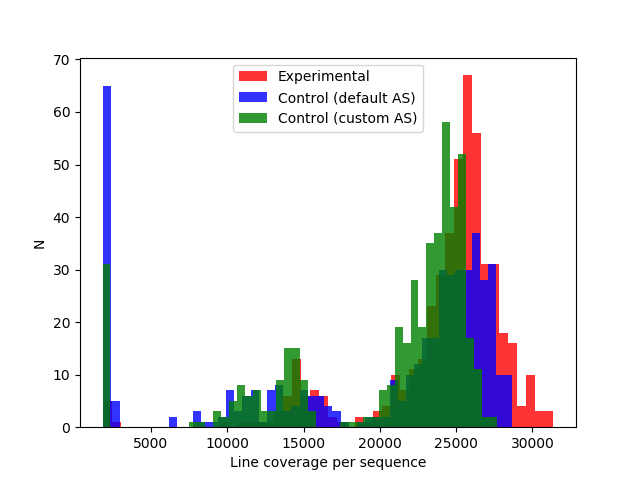 70
60
50
40
30
20
10
0
N
Experimental
Control (default AS)
Control (custom AS)
5000 10000 15000 20000 25000 30000
Line coverage per sequence